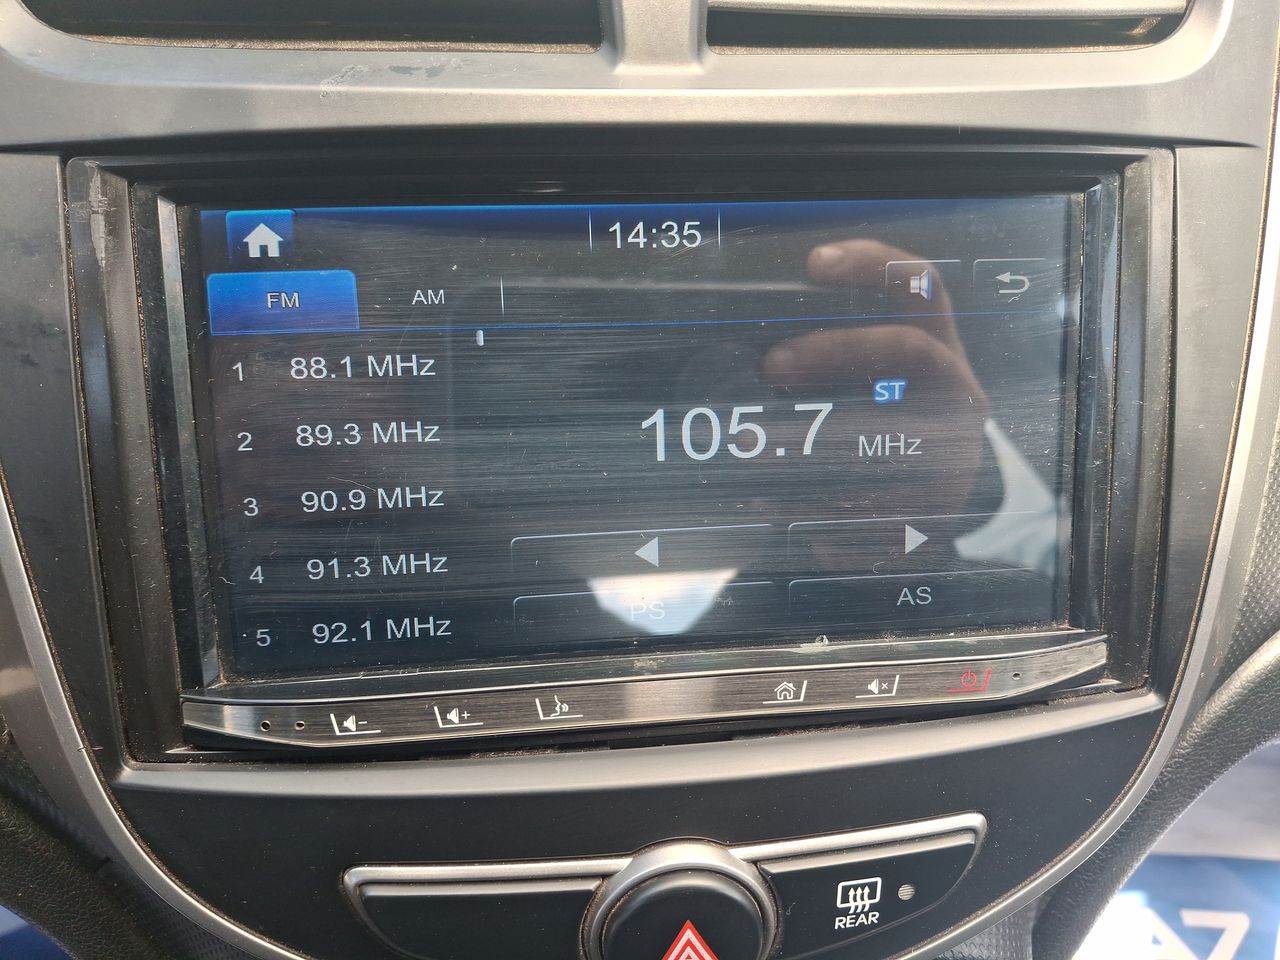 14:35
FM AM
1 88.1 MHz
2 89.3 MHz
3 90.9 MHz
4 91.3 MHz
5 92.1 MHz
ST
105.7 MHz
PS AS
REAR
A7